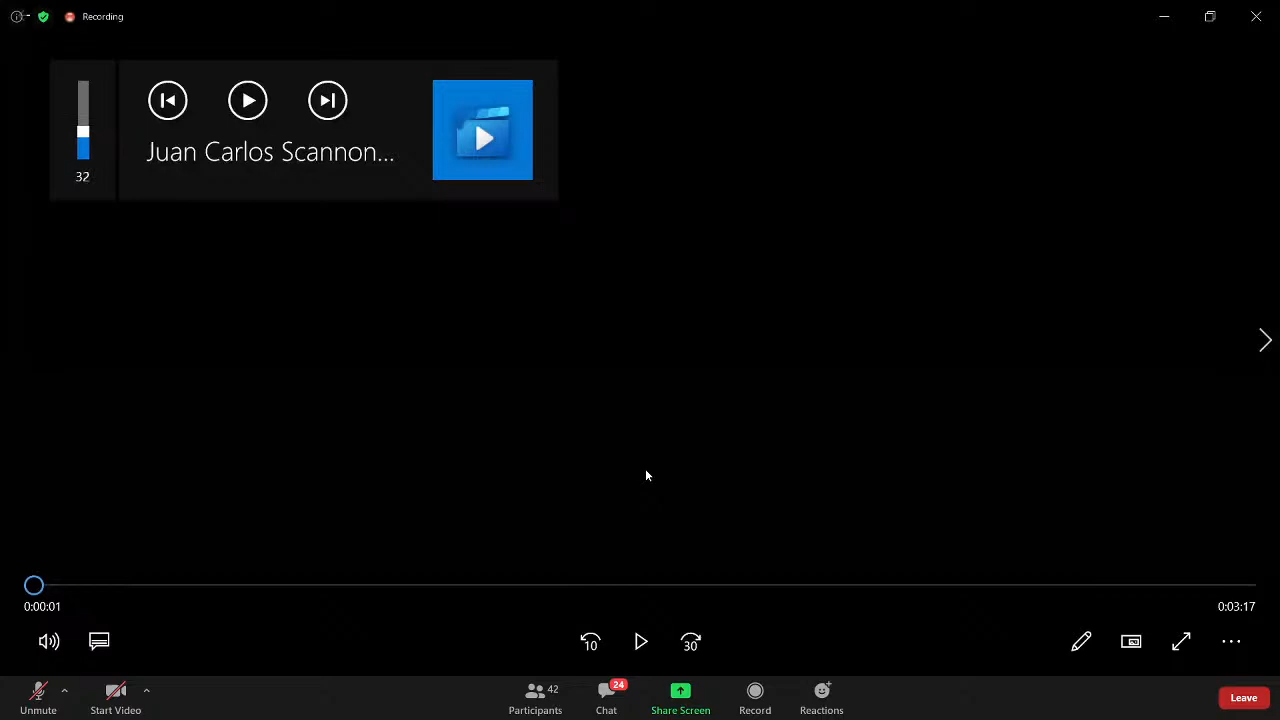 Recording
Juan Carlos Scannon...
32
0:00:01
0:03:17
10
30
42
24
Unmute
Start Video
Participants
Chat
Share Screen
Record
Reactions
Leave